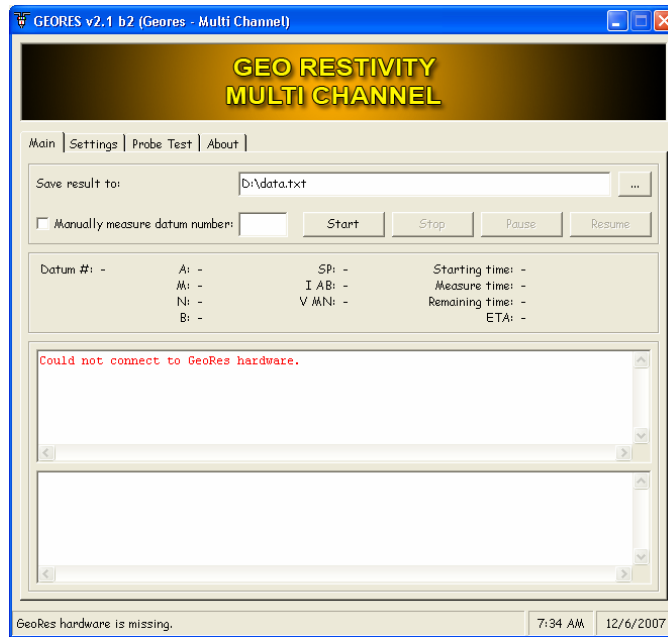 GEORES v2.1 b2 (Geores - Multi Channel)
GEO RESTIVITY
MULTI CHANNEL
Main Settings Probe Test About
Save result to: D:\data.txt ...
Manually measure datum number: Start Stop Pause Resume
Datum #: - A: - SP: - Starting time: -
M: - I AB: - Measure time: -
N: - V MN: - Remaining time: -
B: - ETA: -
Could not connect to GeoRes hardware.
GeoRes hardware is missing. 7:34 AM 12/6/2007